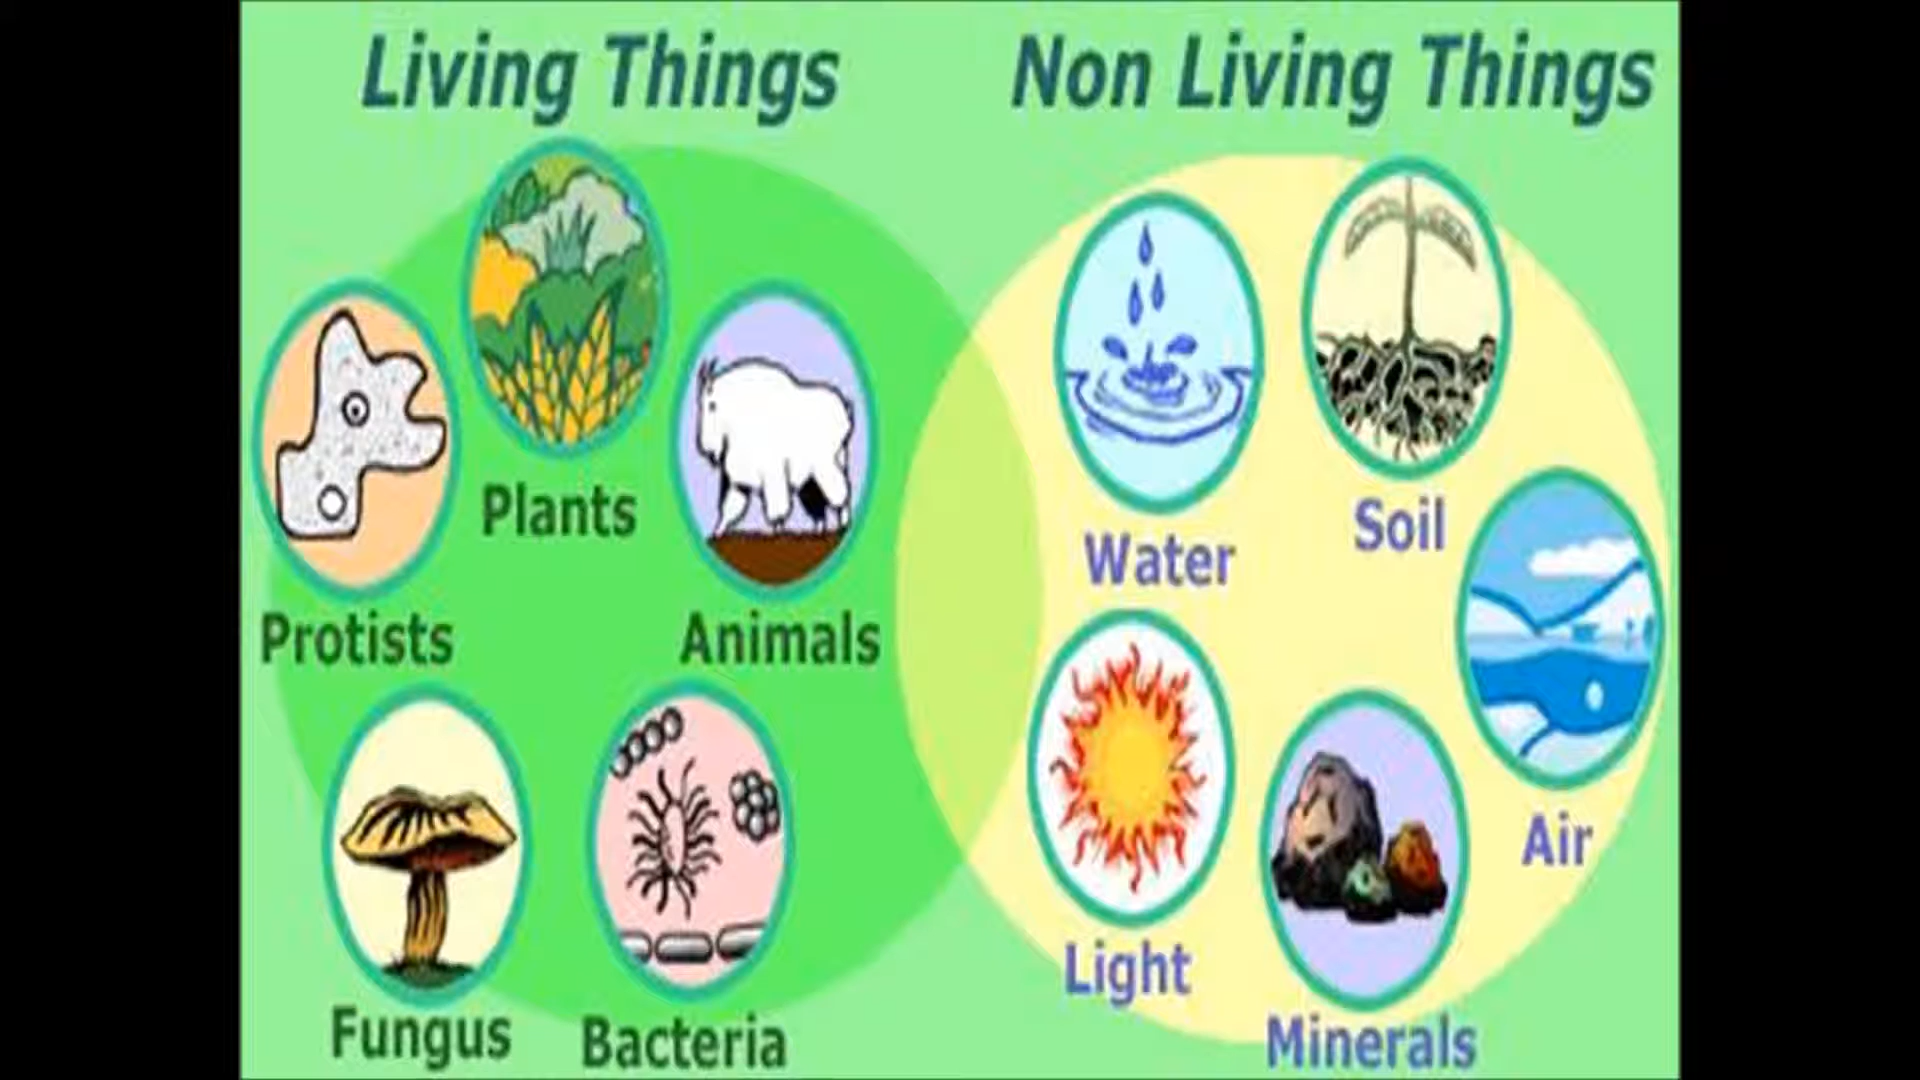 Living Things
Non Living Things
Plants
Protists
Animals
Fungus
Bacteria
Water
Soil
Air
Light
Minerals